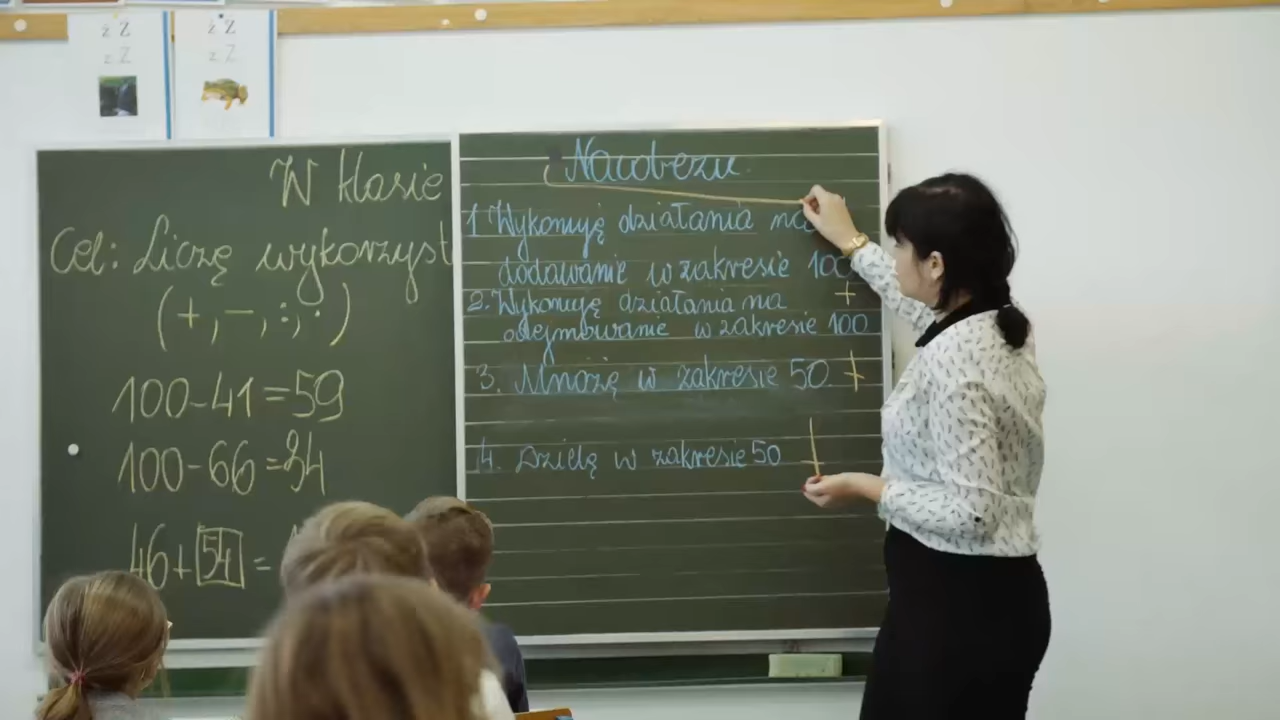 ż Ż
ż Ż
ź Ź
ź Ź
W klasie
Cel: Liczę wykorzyst
(+,-,:,·)
100-41=59
100-66=34
46+54=
Nacobezu
1. Wykonuję działania na
dodawanie w zakresie 100
+
2. Wykonuję działania na
odejmowanie w zakresie 100
3. Mnożę w zakresie 50. +
4. Dzielę w zakresie 50